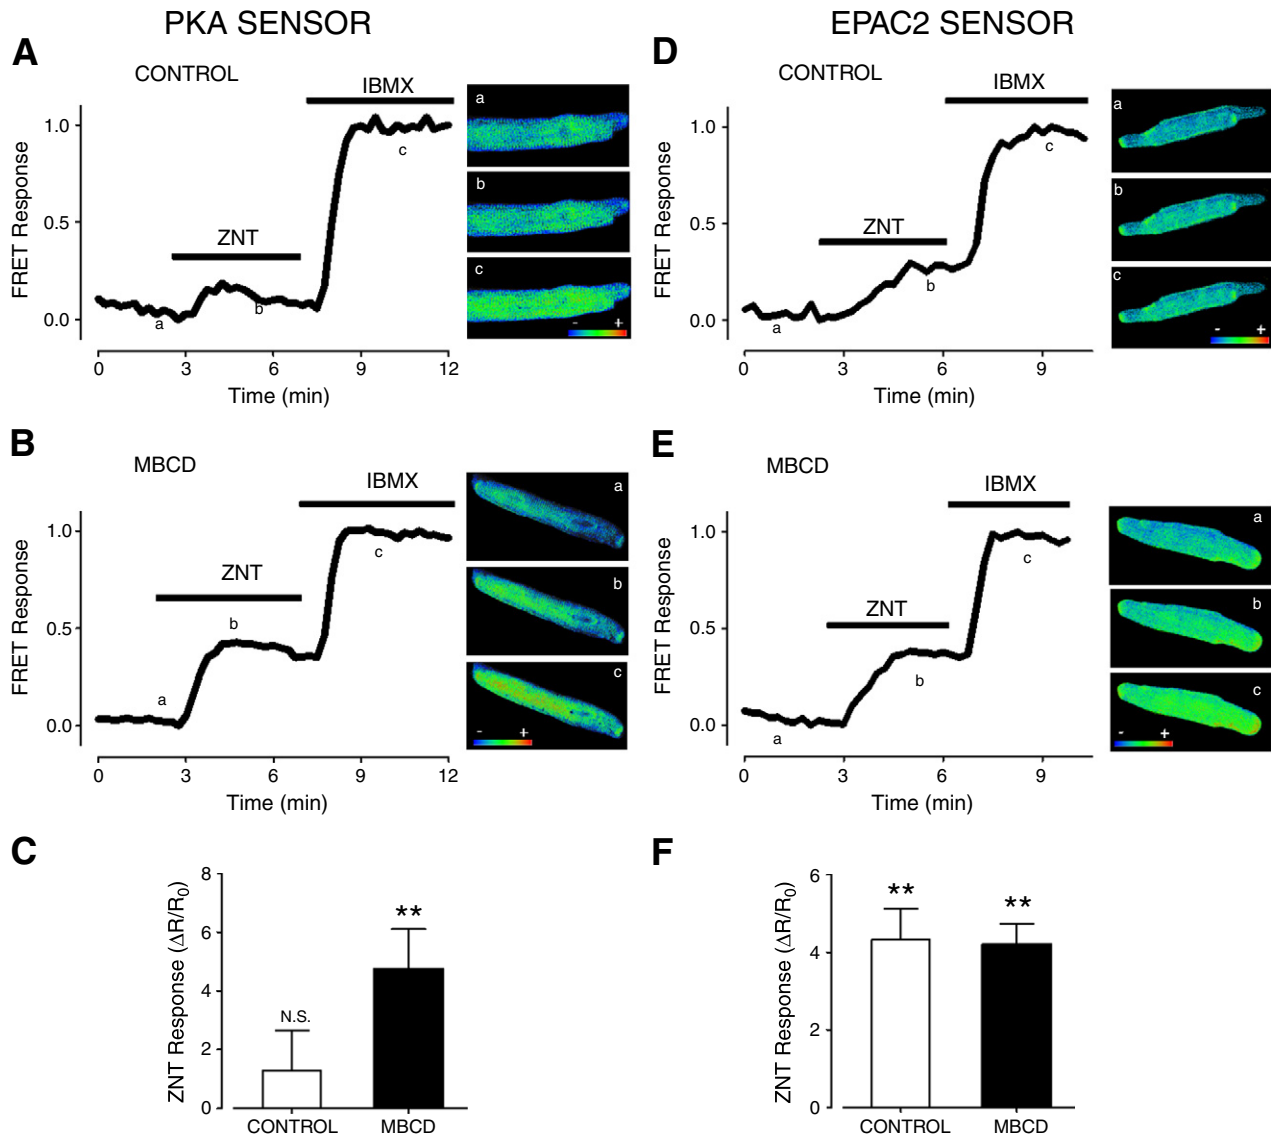 PKA SENSOR
EPAC2 SENSOR
A
CONTROL
IBMX
ZNT
FRET Response
1.0
0.5
0.0
a
b
c
0 3 6 9 12
Time (min)
a
b
c
- +
D
CONTROL
IBMX
ZNT
FRET Response
1.0
0.5
0.0
a
b
c
0 3 6 9
Time (min)
a
b
c
- +
B
MBCD
IBMX
ZNT
FRET Response
1.0
0.5
0.0
a
b
c
0 3 6 9 12
Time (min)
a
b
c
- +
E
MBCD
IBMX
ZNT
FRET Response
1.0
0.5
0.0
a
b
c
0 3 6 9
Time (min)
a
b
c
- +
C
ZNT Response (ΔR/R0)
8
6
4
2
0
N.S.
**
CONTROL MBCD
F
ZNT Response (ΔR/R0)
6
4
2
0
** **
CONTROL MBCD